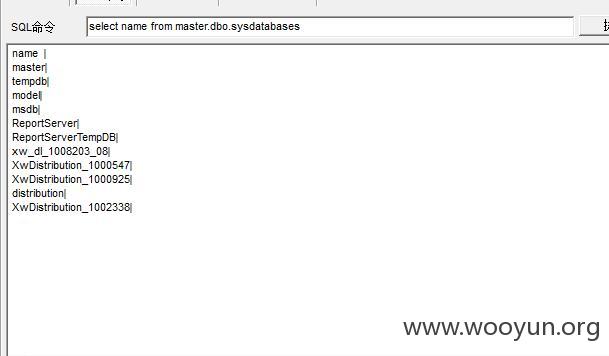 SQL命令 select name from master.dbo.sysdatabases
name |
master|
tempdb|
model|
msdb|
ReportServer|
ReportServerTempDB|
xw_dl_1008203_08|
XwDistribution_1000547|
XwDistribution_1000925|
distribution|
XwDistribution_1002338|
www.wooyun.org